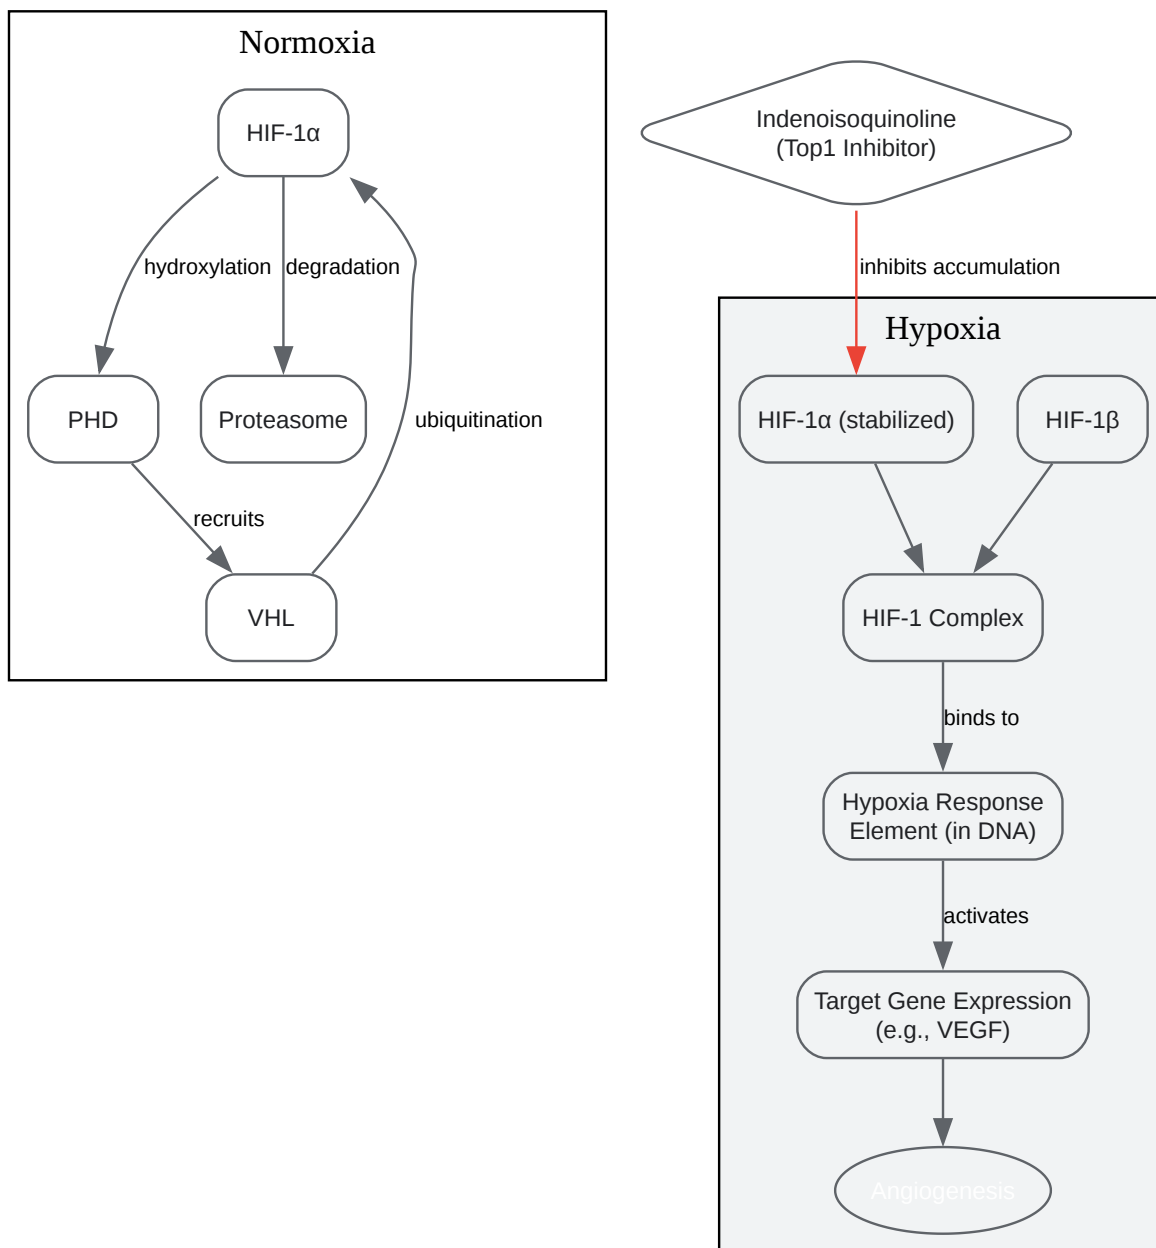 Normoxia
HIF-1α
hydroxylation
degradation
PHD
Proteasome
ubiquitination
recruits
VHL
Indenoisoquinoline
(Top1 Inhibitor)
inhibits accumulation
Hypoxia
HIF-1α (stabilized)
HIF-1β
HIF-1 Complex
binds to
Hypoxia Response
Element (in DNA)
activates
Target Gene Expression
(e.g., VEGF)
Angiogenesis